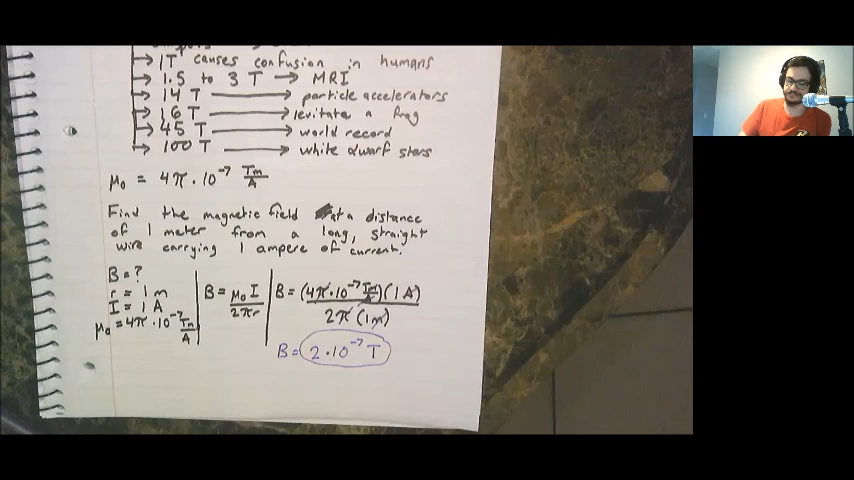 1T causes confusion in humans
1.5 to 3 T → MRI
14 T → particle accelerators
16 T → levitate a frog
45 T → world record
100 T → white dwarf stars
μ₀ = 4π · 10⁻⁷ Tm/A
Find the magnetic field at a distance
of 1 meter from a long, straight
wire carrying 1 ampere of current.
B = ?
r = 1 m
I = 1 A
μ₀ = 4π · 10⁻⁷ Tm/A
B = μ₀ I / 2πr
B = (4π · 10⁻⁷ Tm/A)(1 A) / 2π (1m)
B = 2 · 10⁻⁷ T